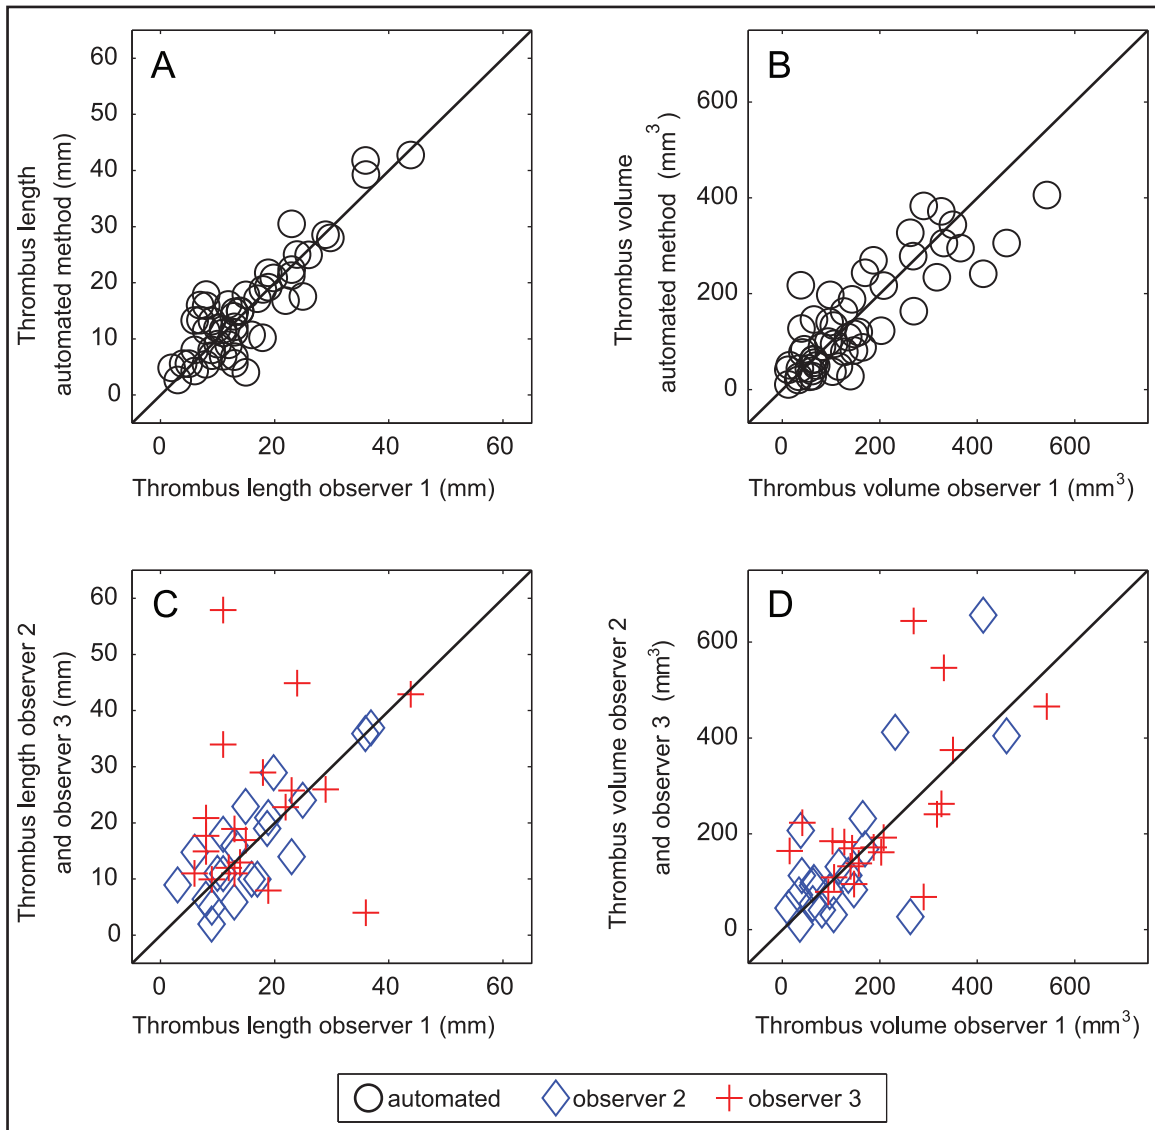 A
Thrombus length
automated method (mm)
60
50
40
30
20
10
0
0 20 40 60
Thrombus length observer 1 (mm)
B
Thrombus volume
automated method (mm³)
600
400
200
0
0 200 400 600
Thrombus volume observer 1 (mm³)
C
Thrombus length observer 2
and observer 3 (mm)
60
50
40
30
20
10
0
0 20 40 60
Thrombus length observer 1 (mm)
D
Thrombus volume observer 2
and observer 3 (mm³)
600
400
200
0
0 200 400 600
Thrombus volume observer 1 (mm³)
automated observer 2 observer 3